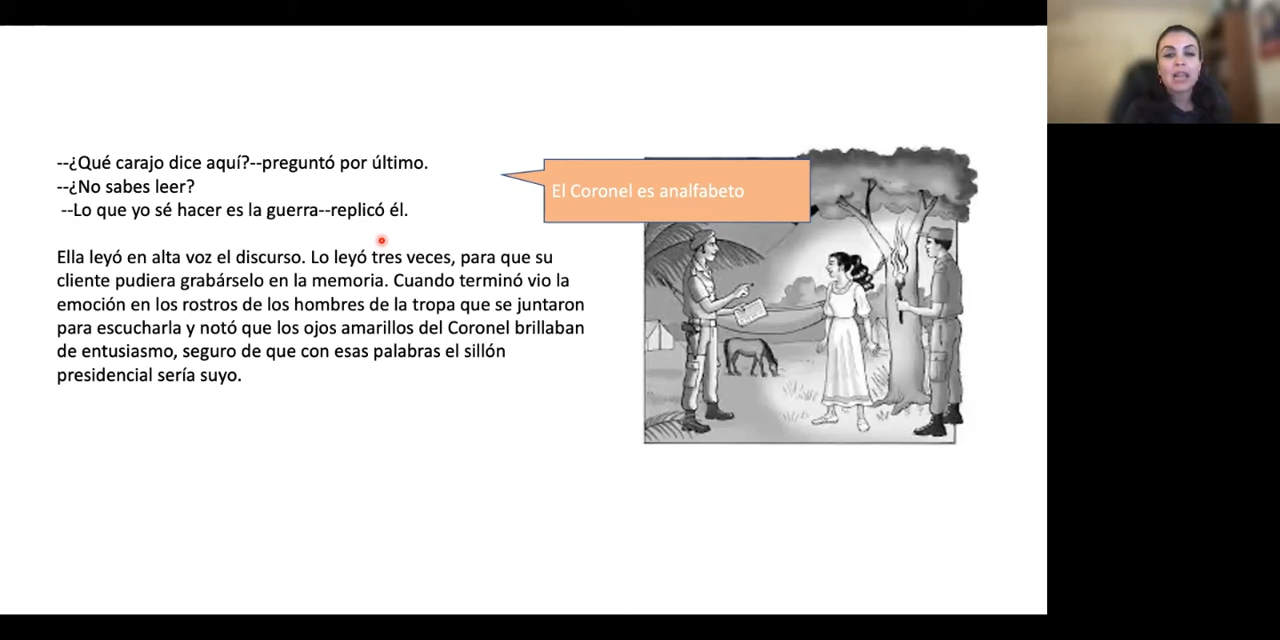 --¿Qué carajo dice aquí?--preguntó por último.
--¿No sabes leer?
--Lo que yo sé hacer es la guerra--replicó él.
El Coronel es analfabeto
Ella leyó en alta voz el discurso. Lo leyó tres veces, para que su
cliente pudiera grabárselo en la memoria. Cuando terminó vio la
emoción en los rostros de los hombres de la tropa que se juntaron
para escucharla y notó que los ojos amarillos del Coronel brillaban
de entusiasmo, seguro de que con esas palabras el sillón
presidencial sería suyo.